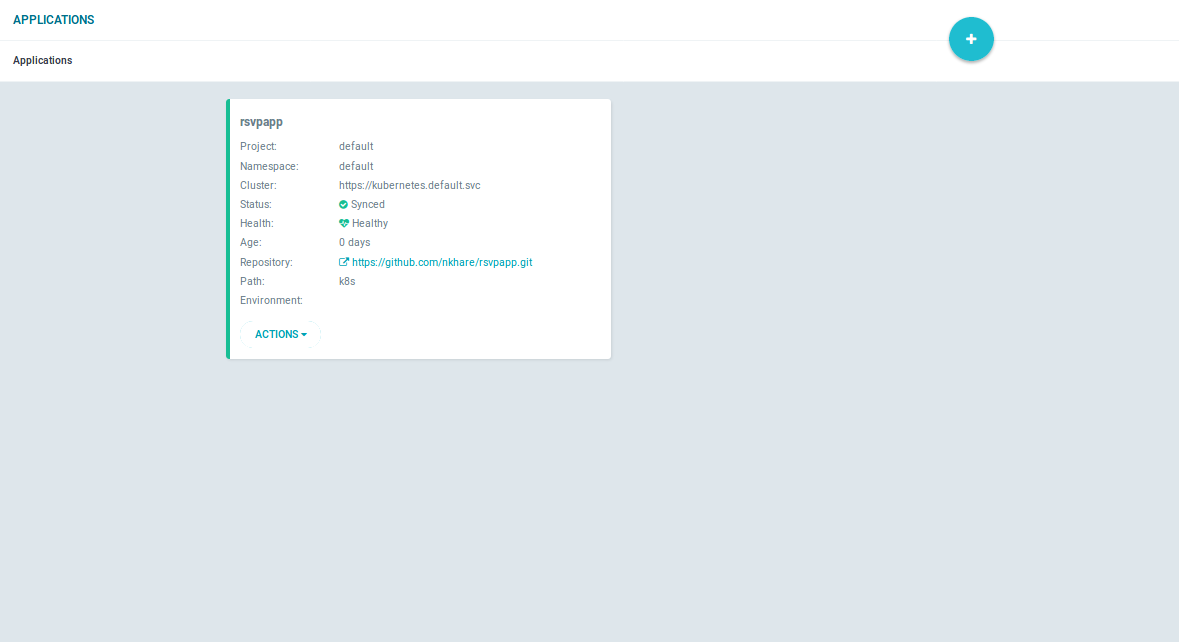 APPLICATIONS
+
Applications
rsvpapp
Project: default
Namespace: default
Cluster: https://kubernetes.default.svc
Status: Synced
Health: Healthy
Age: 0 days
Repository: https://github.com/nkhare/rsvpapp.git
Path: k8s
Environment:
ACTIONS